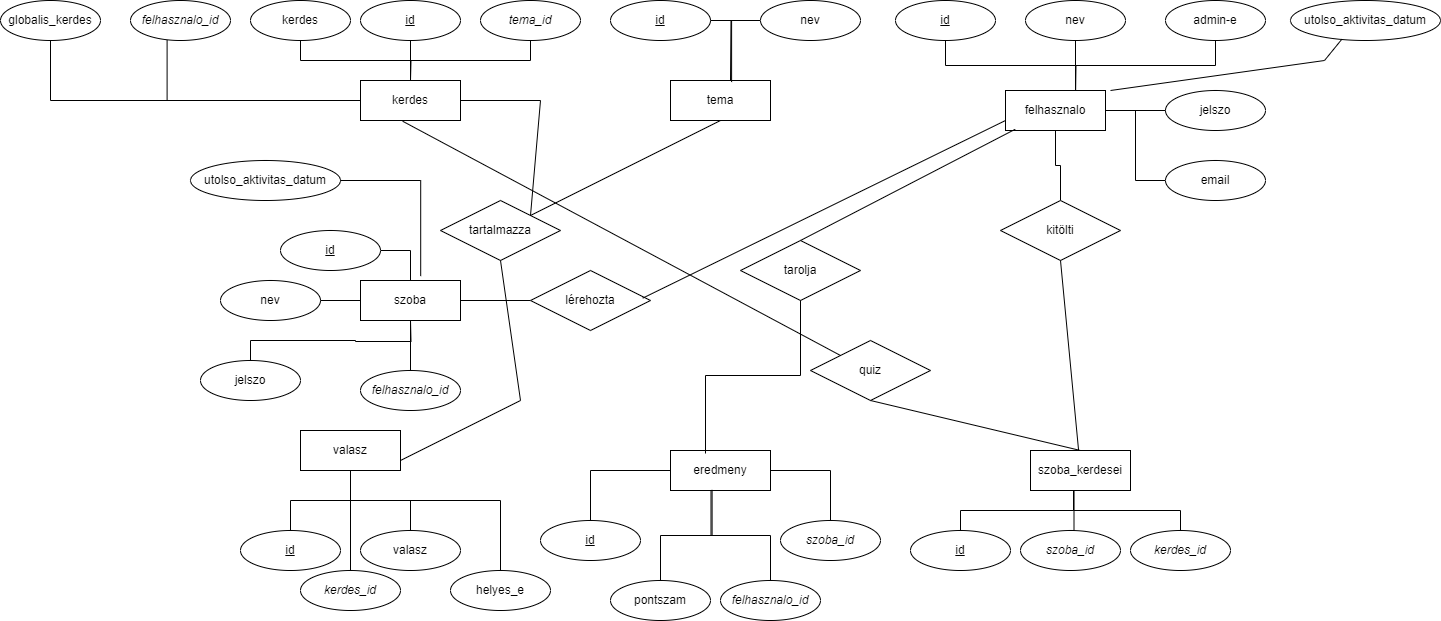 globalis_kerdes
felhasznalo_id
kerdes
id
tema_id
id
nev
id
nev
admin-e
utolso_aktivitas_datum
kerdes
tema
felhasznalo
jelszo
utolso_aktivitas_datum
email
tartalmazza
kitölti
id
tarolja
nev
szoba
lérehozta
jelszo
felhasznalo_id
quiz
valasz
eredmeny
szoba_kerdesei
id
valasz
id
szoba_id
id
szoba_id
kerdes_id
kerdes_id
helyes_e
pontszam
felhasznalo_id